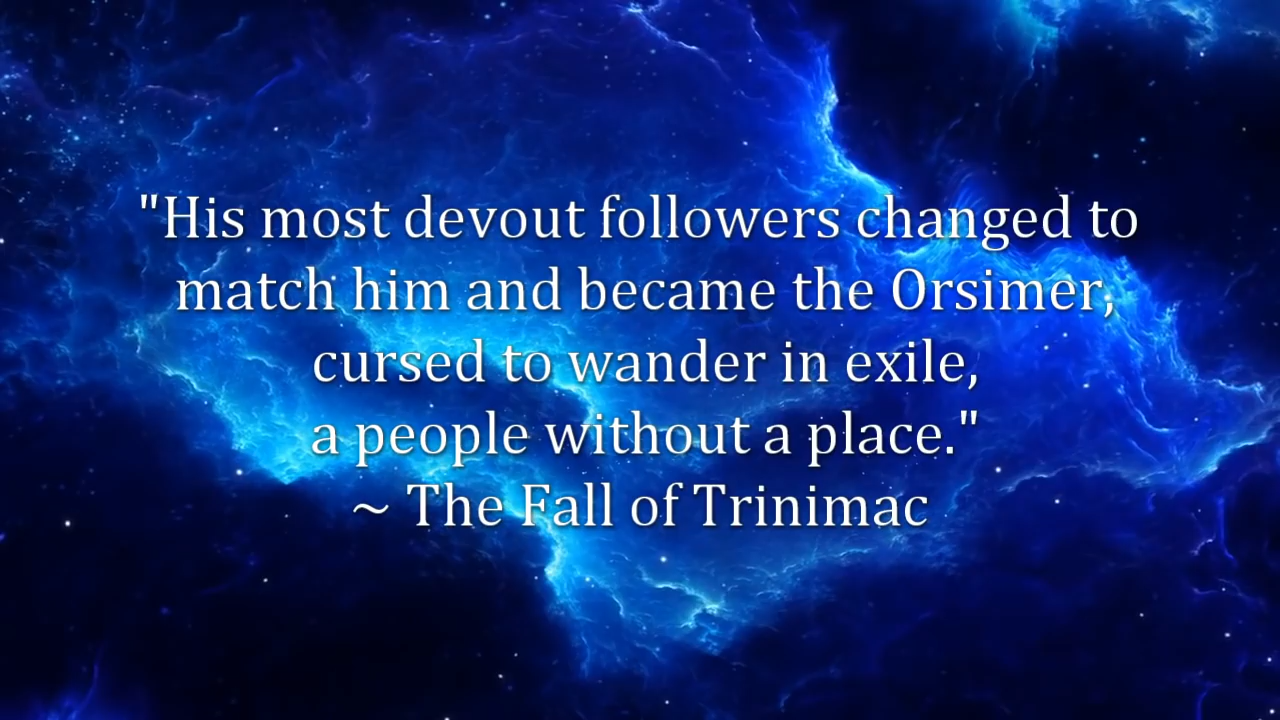 "His most devout followers changed to
match him and became the Orsimer,
cursed to wander in exile,
a people without a place."
~ The Fall of Trinimac